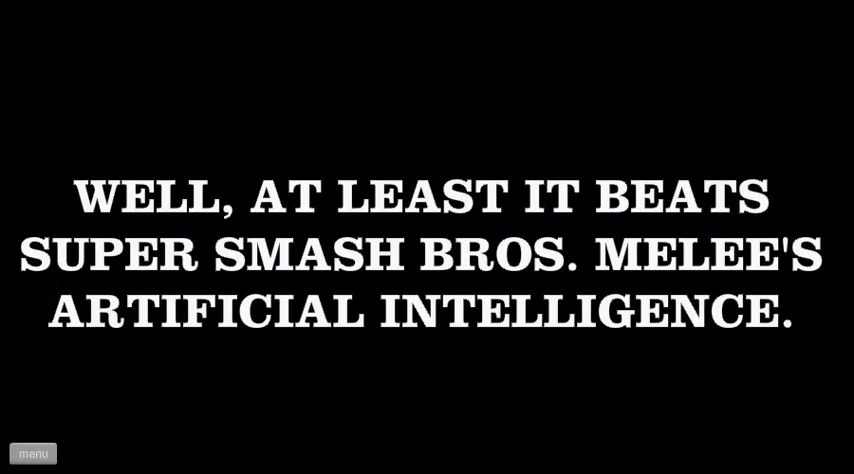 WELL, AT LEAST IT BEATS
SUPER SMASH BROS. MELEE'S
ARTIFICIAL INTELLIGENCE.
menu